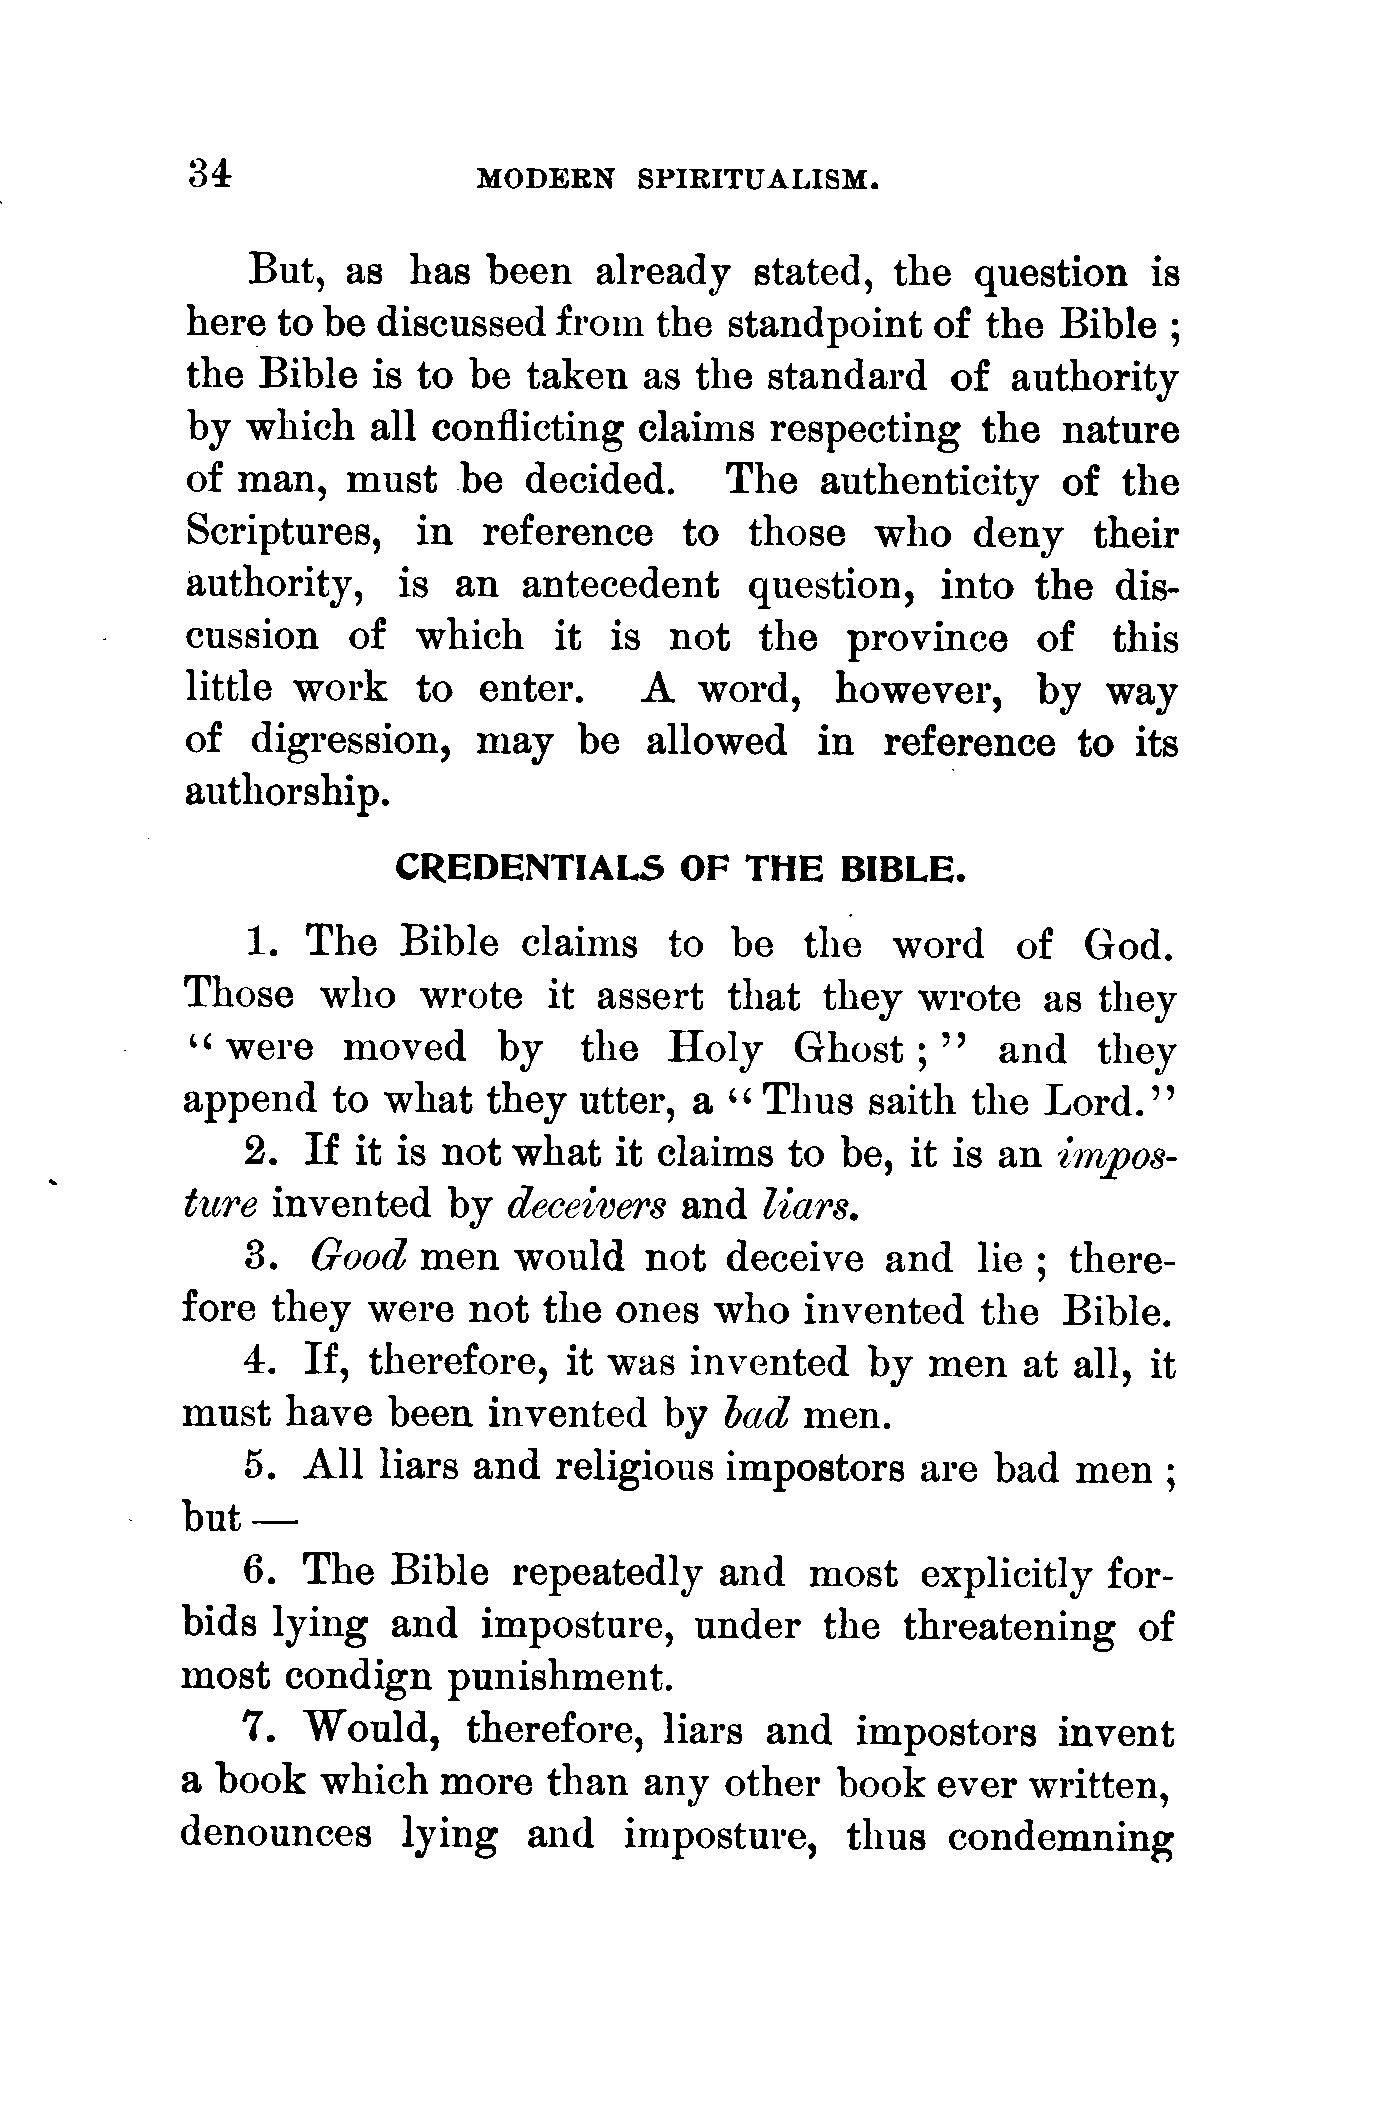 34 MODERN SPIRITUALISM.
But, as has been already stated, the question is
here to be discussed from the standpoint of the Bible ;
the Bible is to be taken as the standard of authority
by which all conflicting claims respecting the nature
of man, must be decided. The authenticity of the
Scriptures, in reference to those who deny their
authority, is an antecedent question, into the dis-
cussion of which it is not the province of this
little work to enter. A word, however, by way
of digression, may be allowed in reference to its
authorship.
CREDENTIALS OF THE BIBLE.
1. The Bible claims to be the word of God.
Those who wrote it assert that they wrote as they
“ were moved by the Holy Ghost ; ” and they
append to what they utter, a “ Thus saith the Lord.”
2. If it is not what it claims to be, it is an impos-
ture invented by deceivers and liars.
3. Good men would not deceive and lie ; there-
fore they were not the ones who invented the Bible.
4. If, therefore, it was invented by men at all, it
must have been invented by bad men.
5. All liars and religious impostors are bad men ;
but —
6. The Bible repeatedly and most explicitly for-
bids lying and imposture, under the threatening of
most condign punishment.
7. Would, therefore, liars and impostors invent
a book which more than any other book ever written,
denounces lying and imposture, thus condemning